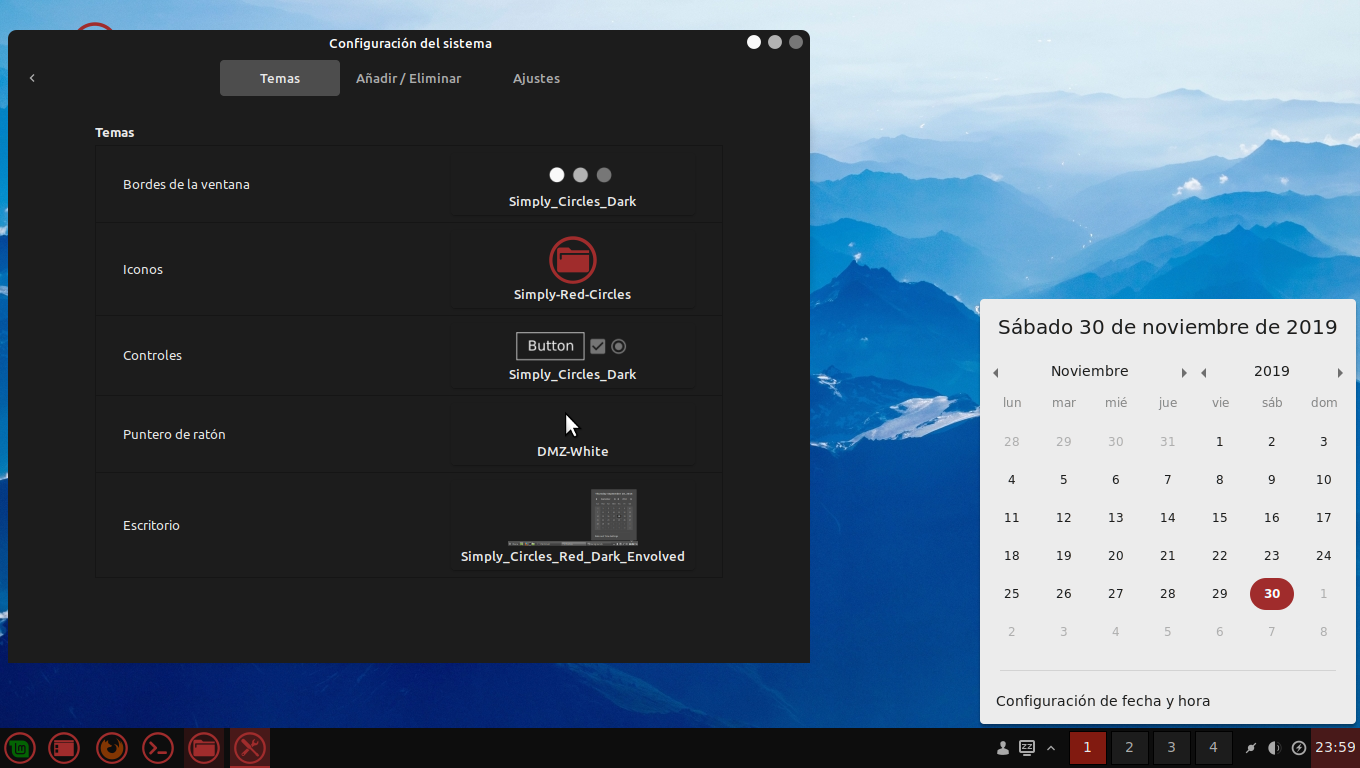 Configuración del sistema
Temas Añadir / Eliminar Ajustes
Temas
Bordes de la ventana
Simply_Circles_Dark
Iconos
Simply-Red-Circles
Controles
Button
Simply_Circles_Dark
Puntero de ratón
DMZ-White
Escritorio
Simply_Circles_Red_Dark_Envolved
Sábado 30 de noviembre de 2019
Noviembre 2019
lun mar mié jue vie sáb dom
28 29 30 31 1 2 3
4 5 6 7 8 9 10
11 12 13 14 15 16 17
18 19 20 21 22 23 24
25 26 27 28 29 30 1
2 3 4 5 6 7 8
Configuración de fecha y hora
zz 1 2 3 4 23:59